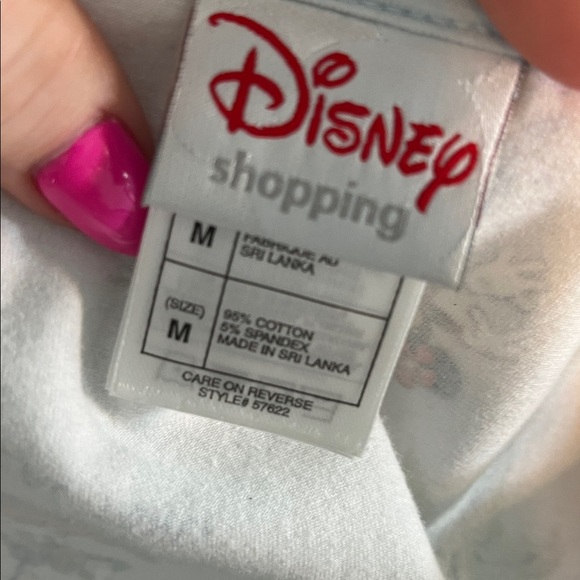 Disney
shopping
M
FABRIQUÉ AU
SRI LANKA
(SIZE)
M
95% COTTON
5% SPANDEX
MADE IN SRI LANKA
CARE ON REVERSE
STYLE# 57622